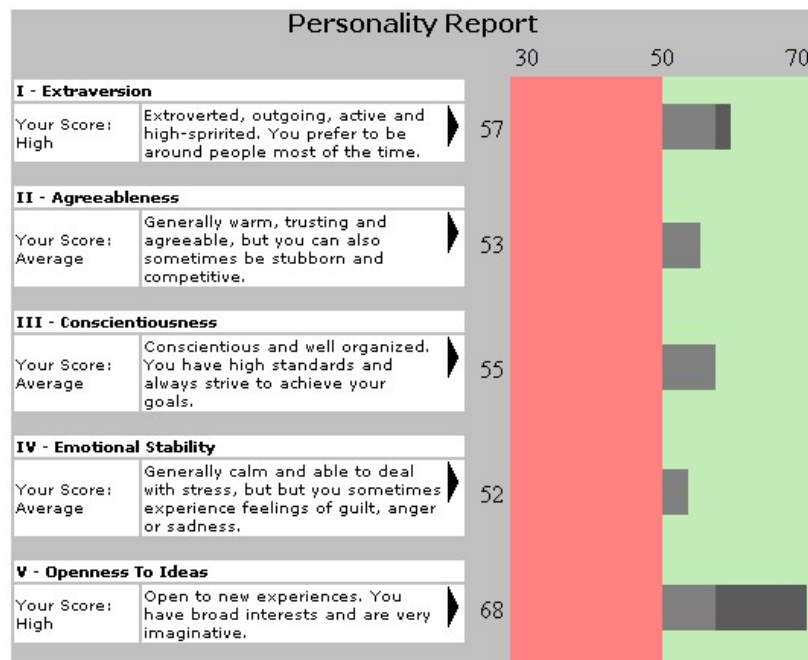 Personality Report
30 50 70
I - Extraversion
Your Score:
High
Extroverted, outgoing, active and
high-spririted. You prefer to be
around people most of the time.
57
II - Agreeableness
Your Score:
Average
Generally warm, trusting and
agreeable, but you can also
sometimes be stubborn and
competitive.
53
III - Conscientiousness
Your Score:
Average
Conscientious and well organized.
You have high standards and
always strive to achieve your
goals.
55
IV - Emotional Stability
Your Score:
Average
Generally calm and able to deal
with stress, but but you sometimes
experience feelings of guilt, anger
or sadness.
52
V - Openness To Ideas
Your Score:
High
Open to new experiences. You
have broad interests and are very
imaginative.
68